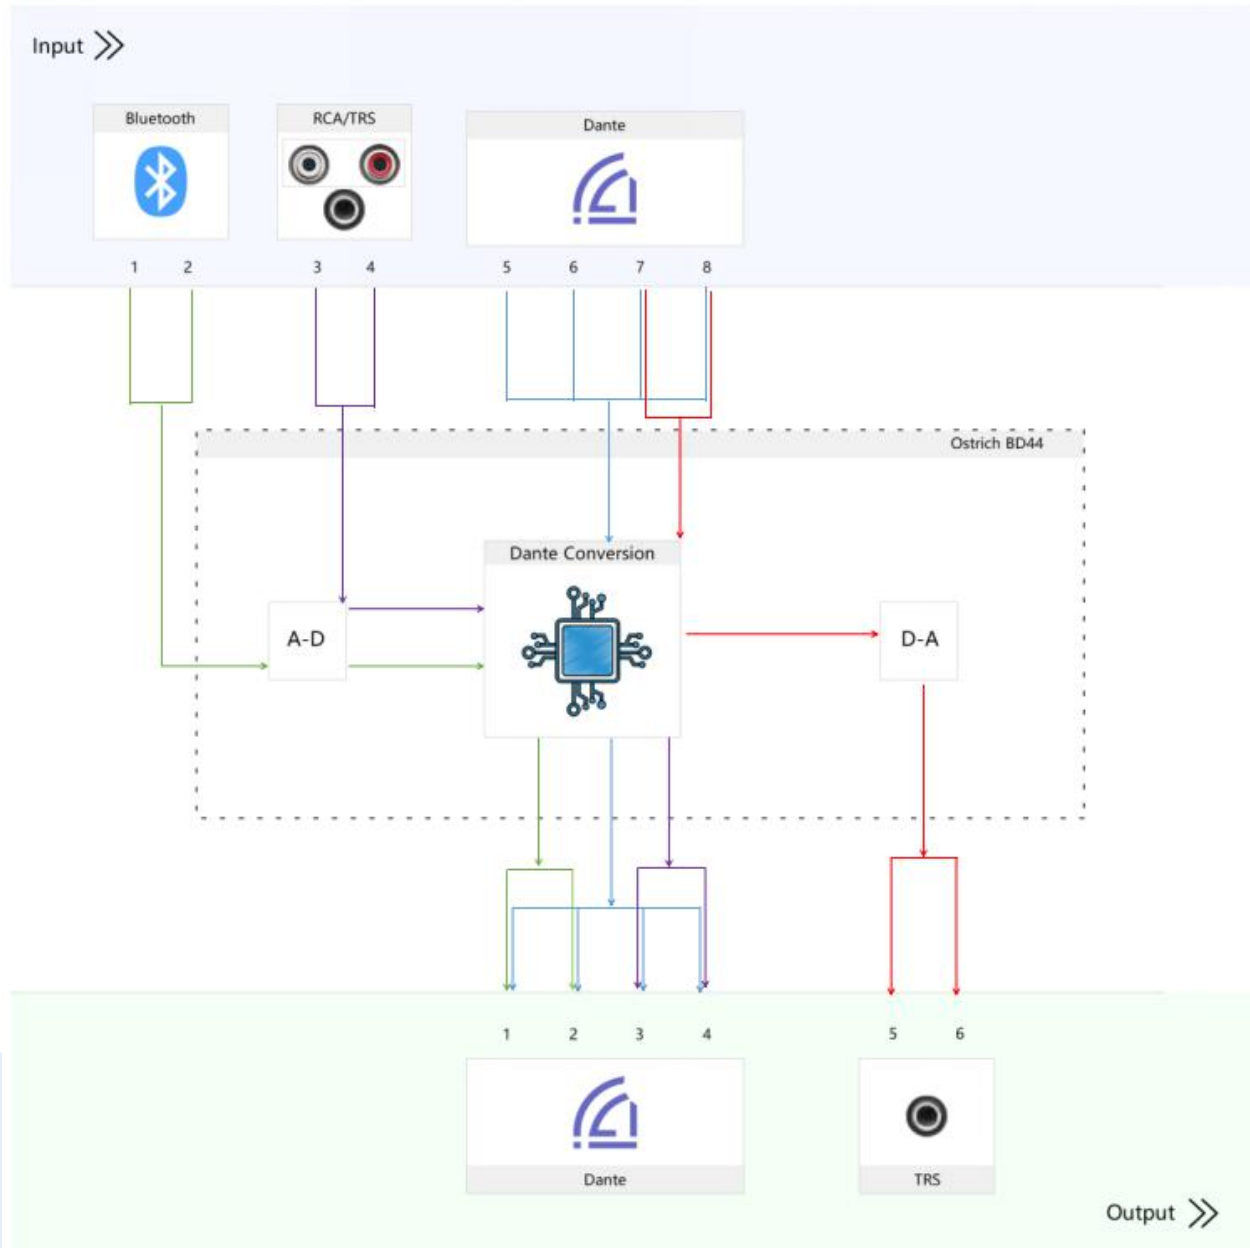 Input
Bluetooth
RCA/TRS
Dante
1 2 3 4 5 6 7 8
Ostrich BD44
Dante Conversion
A-D
D-A
1 2 3 4 5 6
Dante
TRS
Output